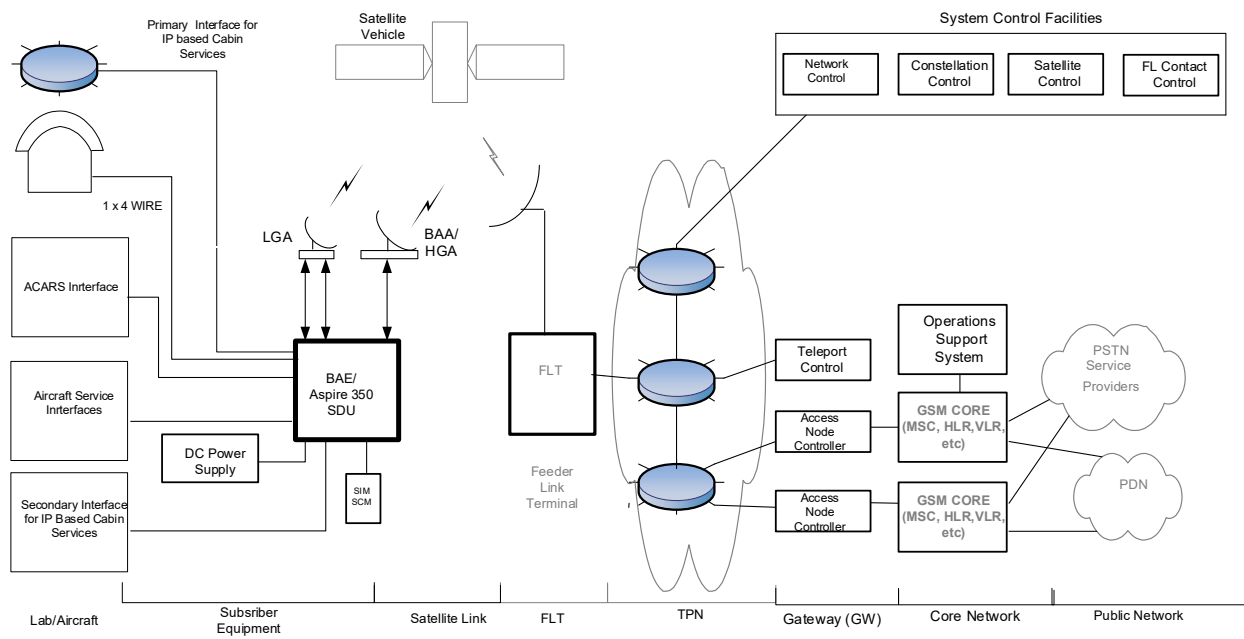 Primary Interface for
IP based Cabin
Services
Satellite
Vehicle
System Control Facilities
Network
Control
Constellation
Control
Satellite
Control
FL Contact
Control
1 x 4 WIRE
LGA
BAA/
HGA
ACARS Interface
BAE/
Aspire 350
SDU
FLT
Teleport
Control
Operations
Support
System
PSTN
Service
Providers
Aircraft Service
Interfaces
DC Power
Supply
Access
Node
Controller
GSM CORE
(MSC, HLR,VLR,
etc)
Secondary Interface
for IP Based Cabin
Services
SIM
SCM
Feeder
Link
Terminal
Access
Node
Controller
GSM CORE
(MSC, HLR,VLR,
etc)
PDN
Lab/Aircraft
Subsriber
Equipment
Satellite Link
FLT
TPN
Gateway (GW)
Core Network
Public Network